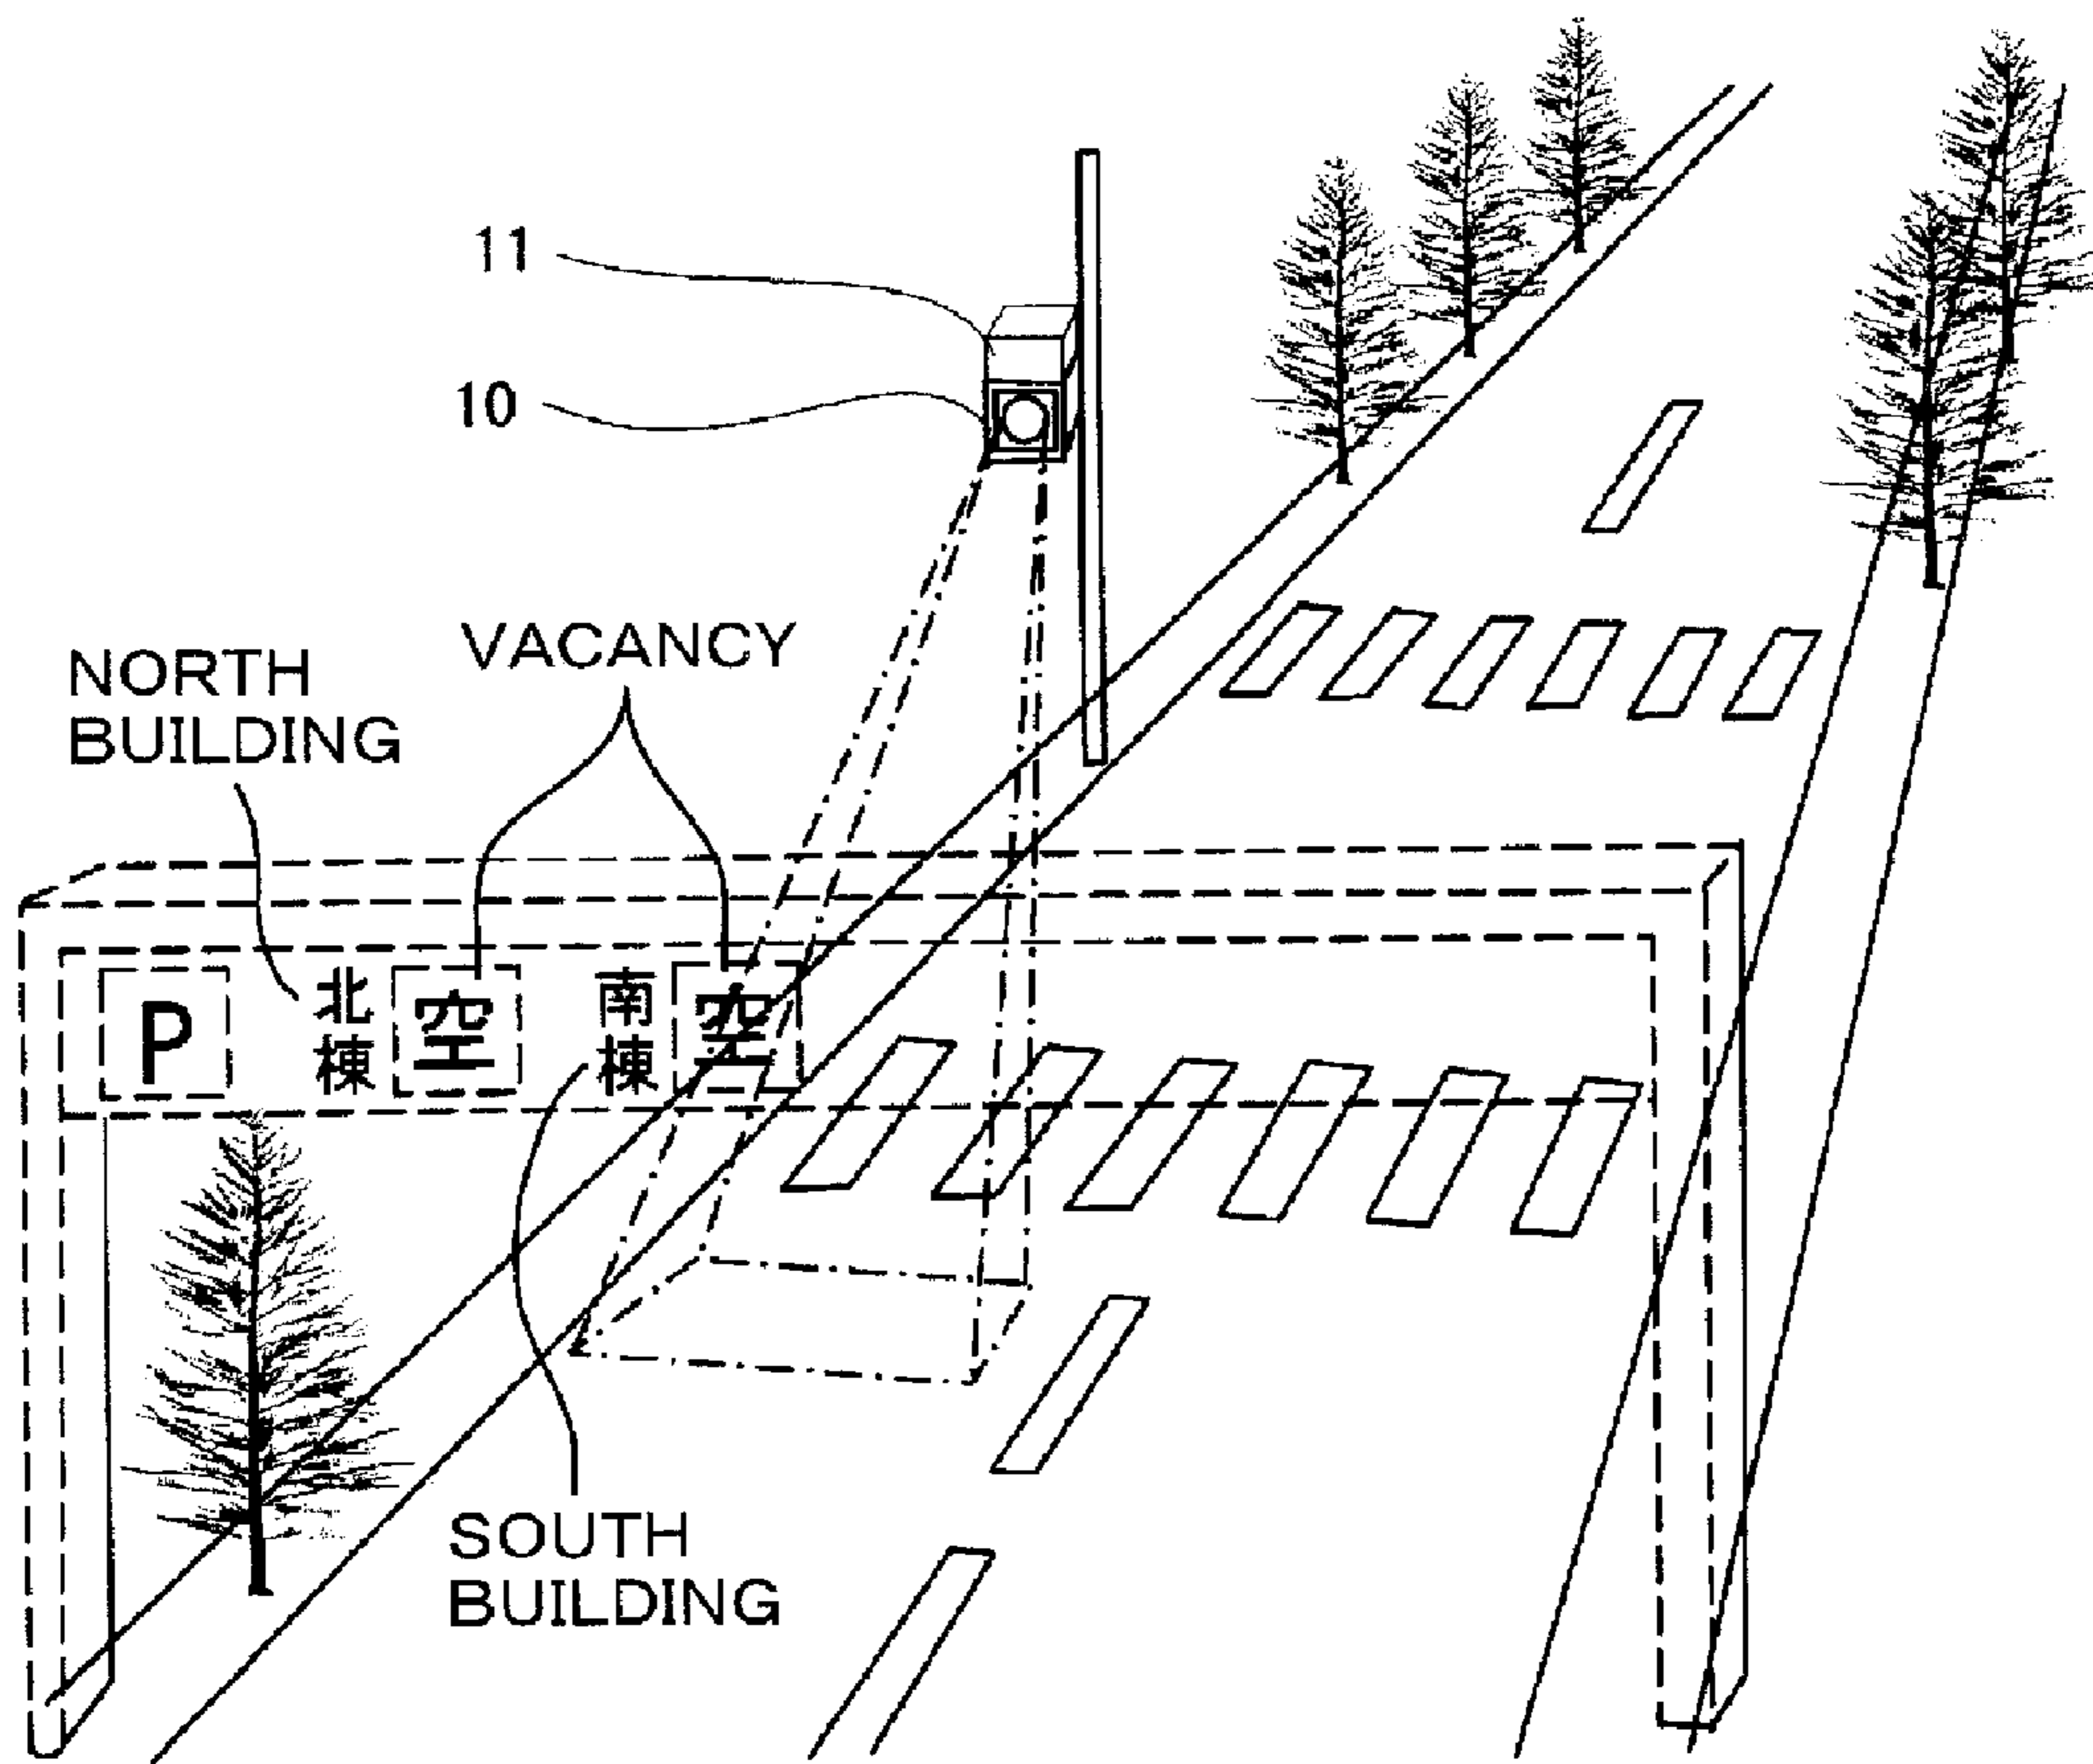 11
10
VACANCY
NORTH
BUILDING
P
北棟
空
南棟
空
SOUTH
BUILDING